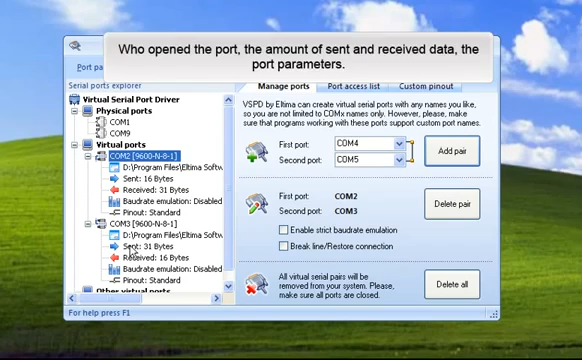 Who opened the port, the amount of sent and received data, the
port parameters.
Port pa
Serial ports explorer
Manage ports
Port access list
Custom pinout
Virtual Serial Port Driver
Physical ports
COM1
COM9
Virtual ports
COM2 [9600-N-8-1]
D:\Program Files\Eltima Softw
Sent: 16 Bytes
Received: 31 Bytes
Baudrate emulation: Disabled
Pinout: Standard
COM3 [9600-N-8-1]
D:\Program Files\Eltima Softw
Sent: 31 Bytes
Received: 16 Bytes
Baudrate emulation: Disabled
Pinout: Standard
Other virtual ports
VSPD by Eltima can create virtual serial ports with any names you like,
so you are not limited to COMx names only. However, please, make
sure that programs working with these ports support custom port names.
First port: COM4
Second port: COM5
Add pair
First port: COM2
Second port: COM3
Delete pair
Enable strict baudrate emulation
Break line/Restore connection
All virtual serial pairs will be
removed from your system. Please,
make sure all ports are closed.
Delete all
For help press F1